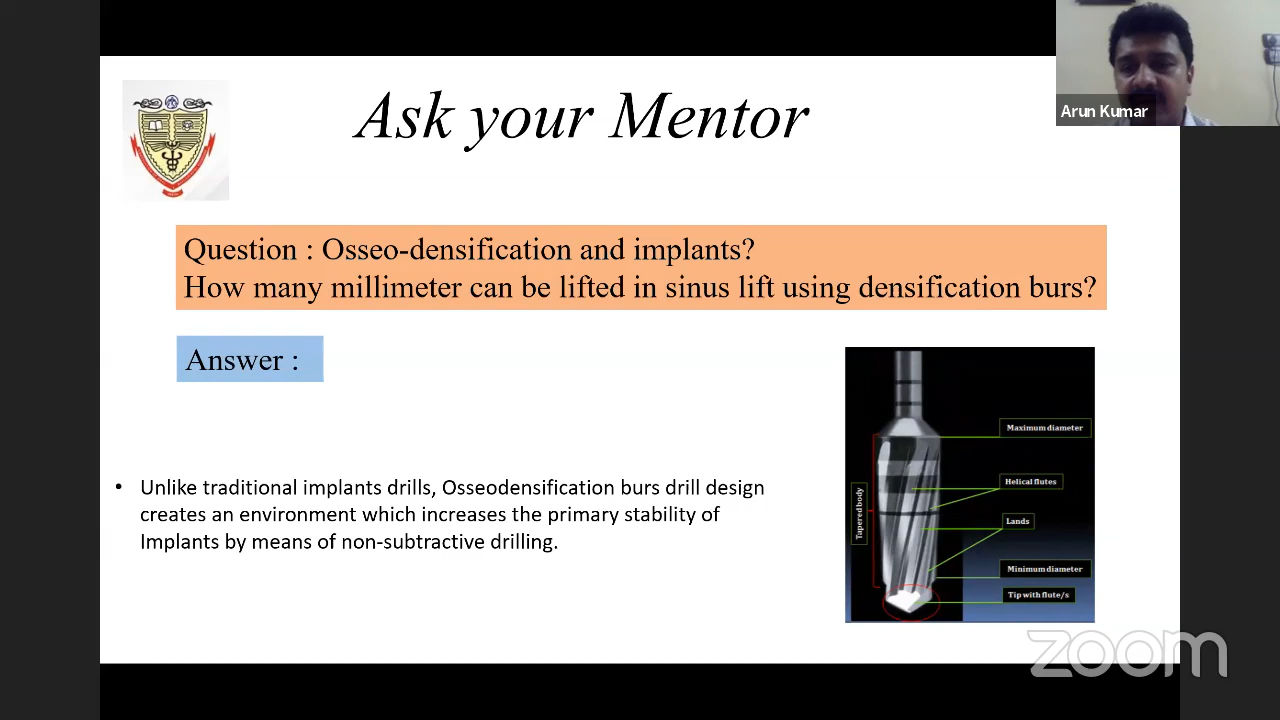 Ask your Mentor
Arun Kumar
Question : Osseo-densification and implants?
How many millimeter can be lifted in sinus lift using densification burs?
Answer :
• Unlike traditional implants drills, Osseodensification burs drill design
creates an environment which increases the primary stability of
Implants by means of non-subtractive drilling.
Maximum diameter
Helical flutes
Tapered body
Lands
Minimum diameter
Tip with flute/s
zoom